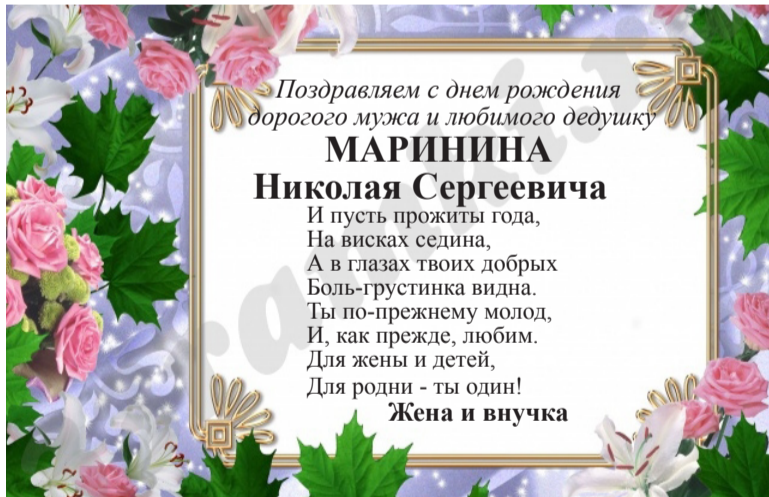 Поздравляем с днем рождения
дорогого мужа и любимого дедушку
МАРИНИНА
Николая Сергеевича
И пусть прожиты года,
На висках седина,
А в глазах твоих добрых
Боль-грустинка видна.
Ты по-прежнему молод,
И, как прежде, любим.
Для жены и детей,
Для родни - ты один!
Жена и внучка